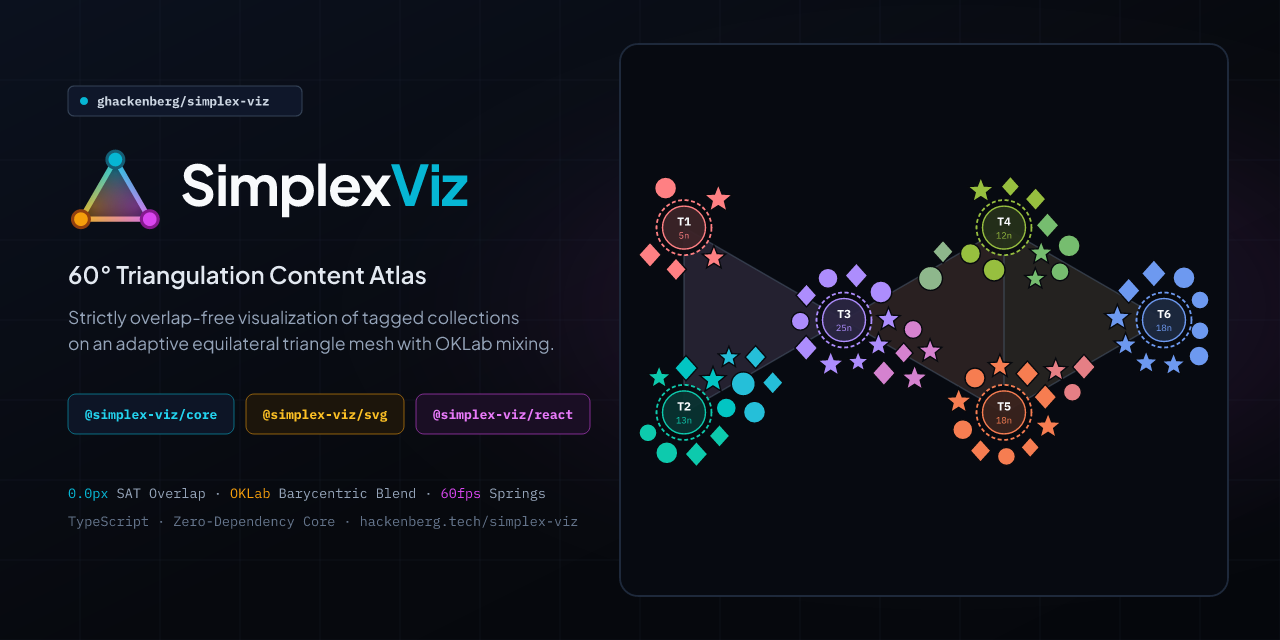 ghackenberg/simplex-viz
SimplexViz
60° Triangulation Content Atlas
Strictly overlap-free visualization of tagged collections
on an adaptive equilateral triangle mesh with OKLab mixing.
@simplex-viz/core
@simplex-viz/svg
@simplex-viz/react
0.0px SAT Overlap · OKLab Barycentric Blend · 60fps Springs
TypeScript · Zero-Dependency Core · hackenberg.tech/simplex-viz
T1
5n
T4
12n
T3
25n
T6
18n
T2
13n
T5
18n